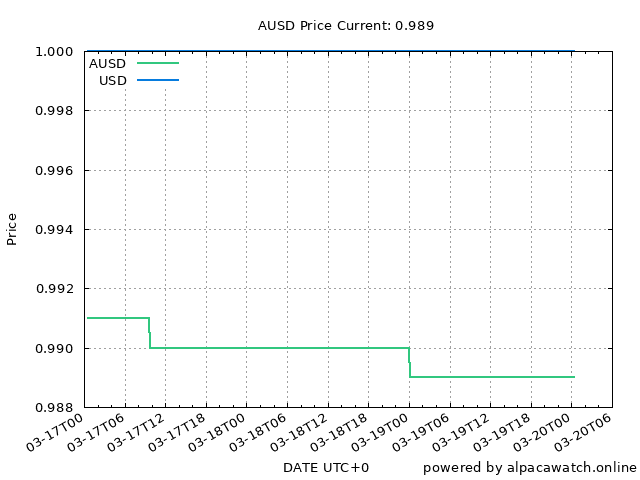 AUSD Price Current: 0.989
1.000
AUSD
USD
0.998
0.996
0.994
Price
0.992
0.990
0.988
03-17T00 03-17T06 03-17T12 03-17T18 03-18T00 03-18T06 03-18T12 03-18T18 03-19T00 03-19T06 03-19T12 03-19T18 03-20T00 03-20T06
DATE UTC+0
powered by alpacawatch.online